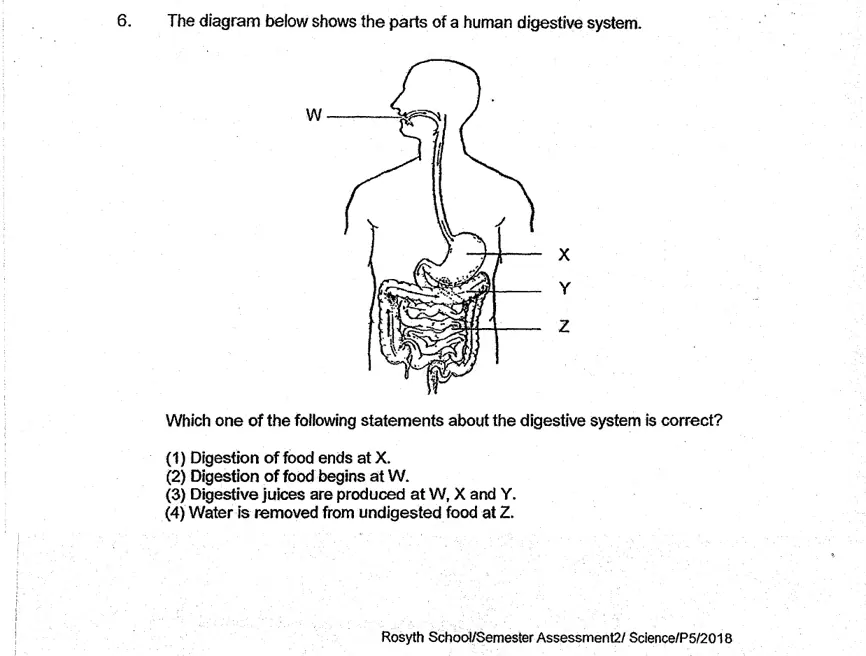 6. The diagram below shows the parts of a human digestive system.
W
X
Y
Z
Which one of the following statements about the digestive system is correct?
(1) Digestion of food ends at X.
(2) Digestion of food begins at W.
(3) Digestive juices are produced at W, X and Y.
(4) Water is removed from undigested food at Z.
Rosyth School/Semester Assessment2/ Science/P5/2018